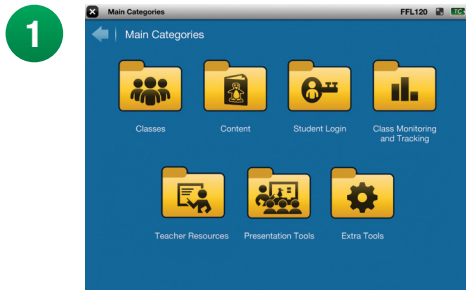 1
Main Categories
FFL120
Main Categories
Classes
Content
Student Login
Class Monitoring
and Tracking
Teacher Resources
Presentation Tools
Extra Tools